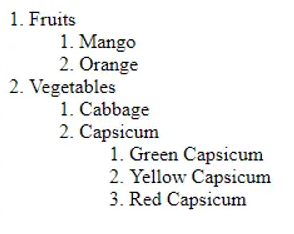 1. Fruits
1. Mango
2. Orange
2. Vegetables
1. Cabbage
2. Capsicum
1. Green Capsicum
2. Yellow Capsicum
3. Red Capsicum